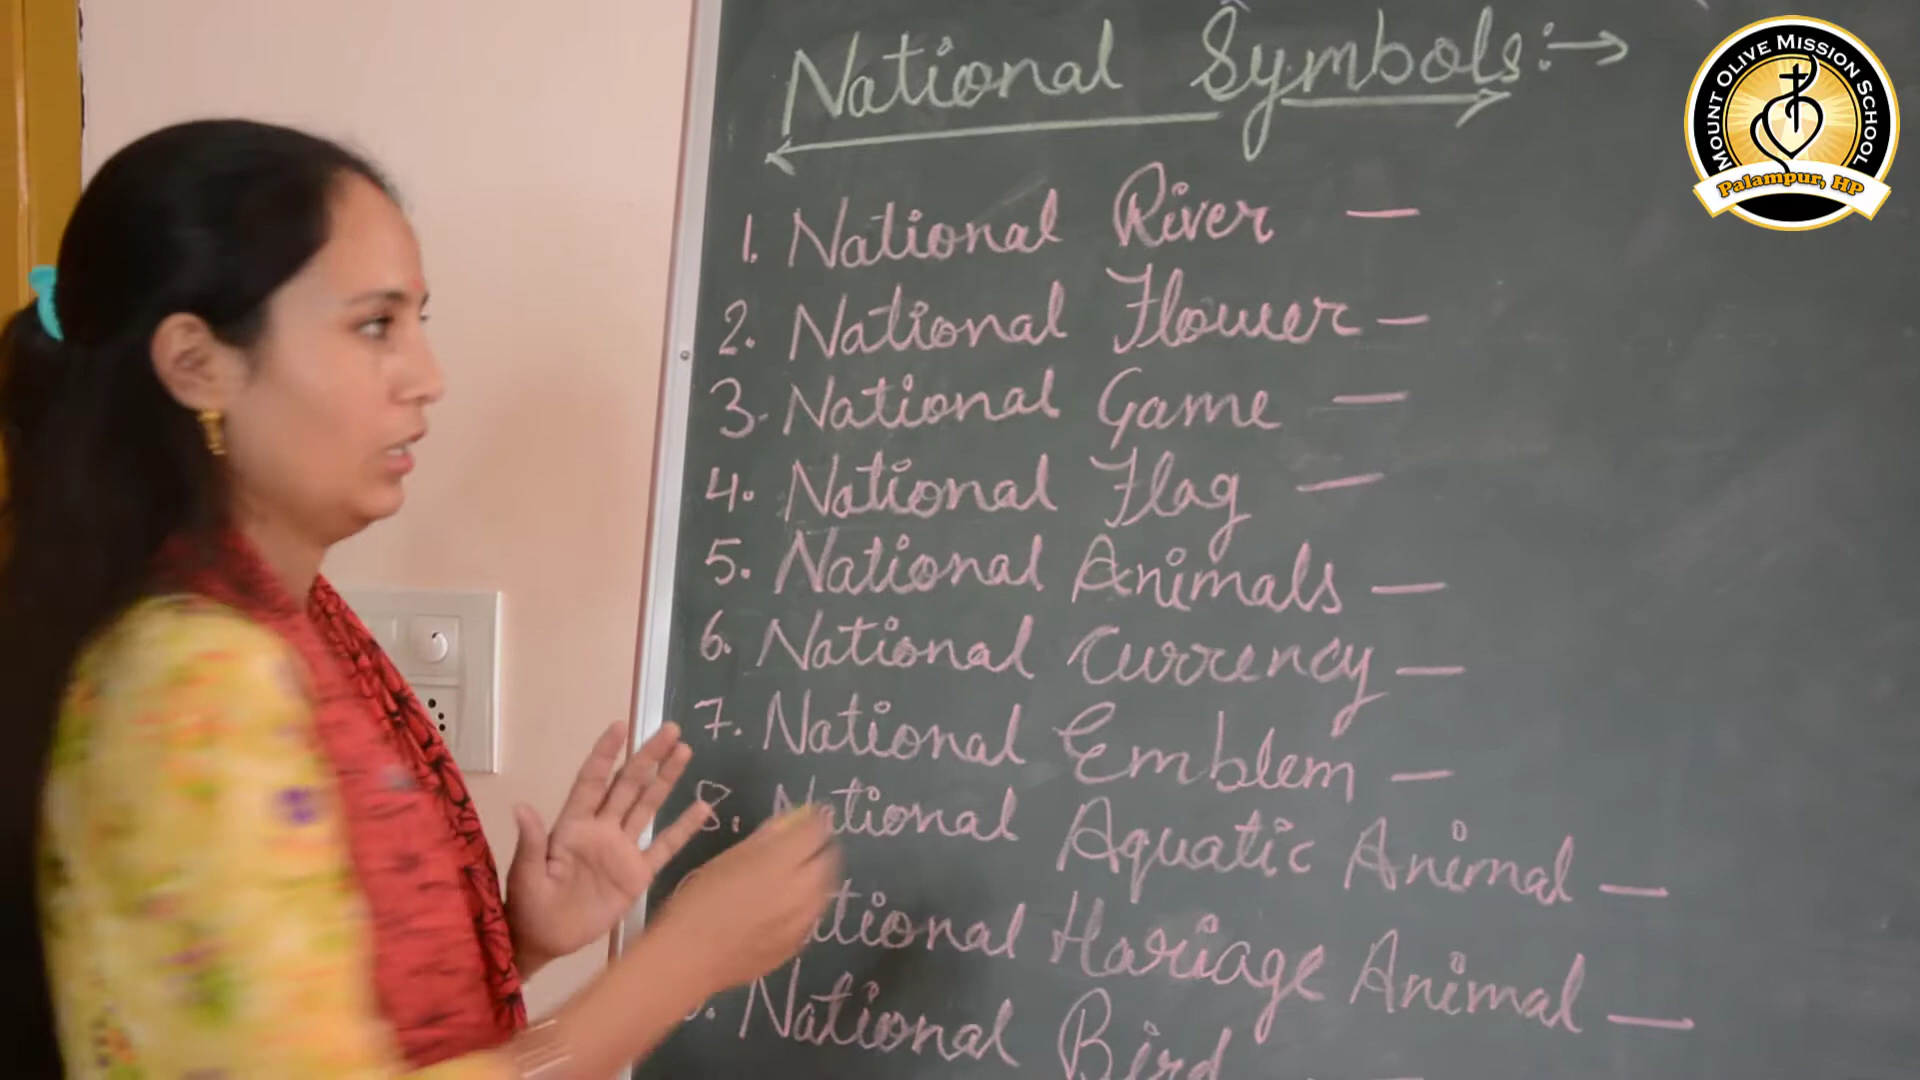 National Symbols:→
1. National River —
2. National Flower —
3. National Game —
4. National Flag —
5. National Animals —
6. National Currency —
7. National Emblem —
8. National Aquatic Animal —
National Hariage Animal —
National Bird
MOUNT OLIVE MISSION SCHOOL
Palampur, HP